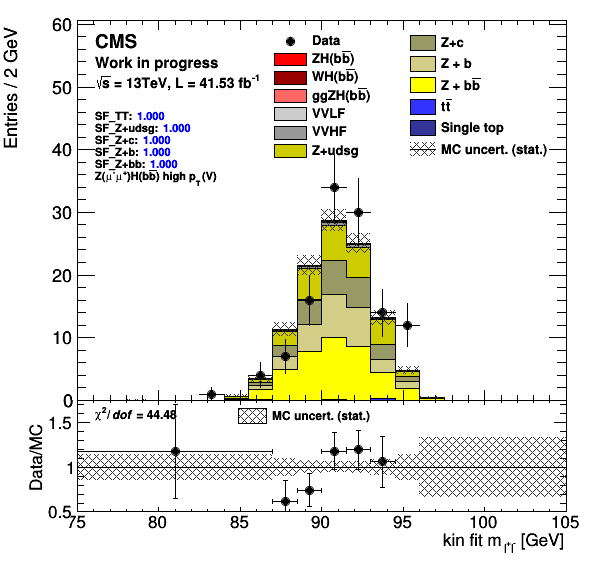 CMS
Work in progress
√s = 13TeV, L = 41.53 fb⁻¹
SF_TT: 1.000
SF_Z+udsg: 1.000
SF_Z+c: 1.000
SF_Z+b: 1.000
SF_Z+bb: 1.000
Z(μ⁻μ⁺)H(bb̅) high p_T(V)
Data
ZH(bb̅)
WH(bb̅)
ggZH(bb̅)
VVLF
VVHF
Z+udsg
Z+c
Z + b
Z + bb̅
tt̅
Single top
MC uncert. (stat.)
Entries / 2 GeV
60
50
40
30
20
10
0
χ²/dof = 44.48
MC uncert. (stat.)
Data/MC
1.5
1
0.5
75 80 85 90 95 100 105
kin fit m_l⁺l⁻ [GeV]